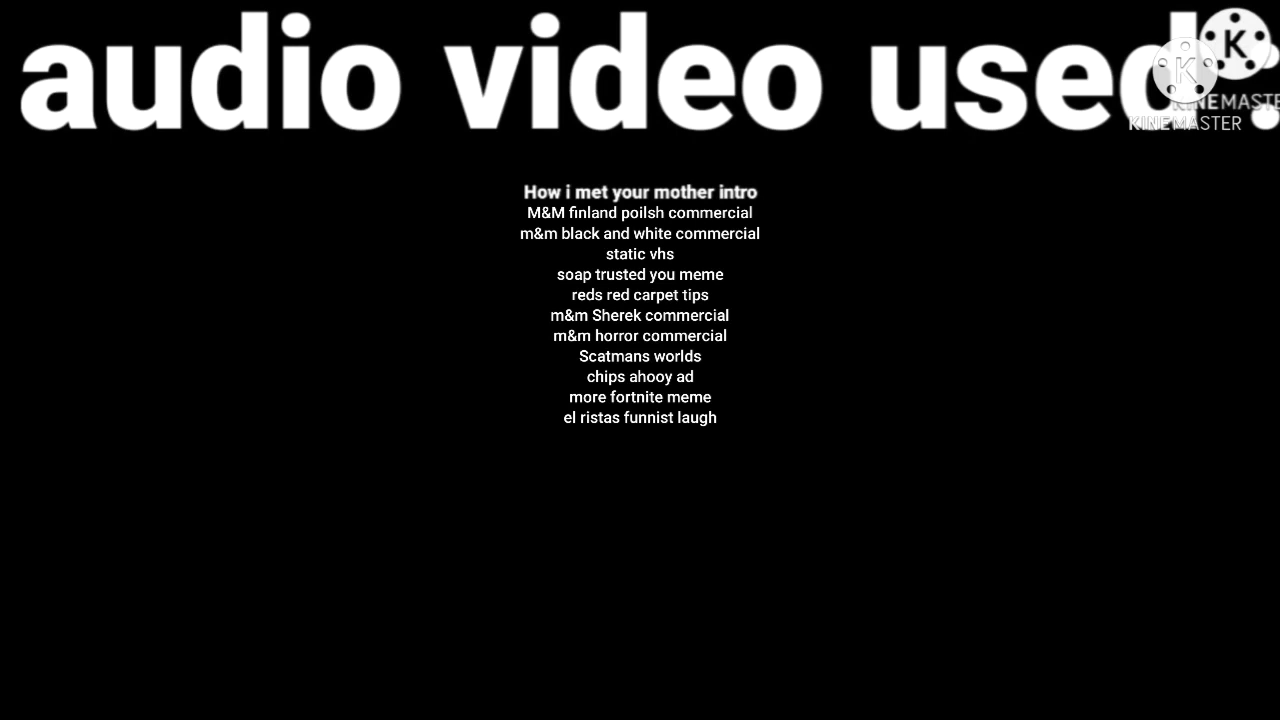 audio video used:
KINEMASTER
KINEMASTER
How i met your mother intro
M&M finland poilsh commercial
m&m black and white commercial
static vhs
soap trusted you meme
reds red carpet tips
m&m Sherek commercial
m&m horror commercial
Scatmans worlds
chips ahooy ad
more fortnite meme
el ristas funnist laugh